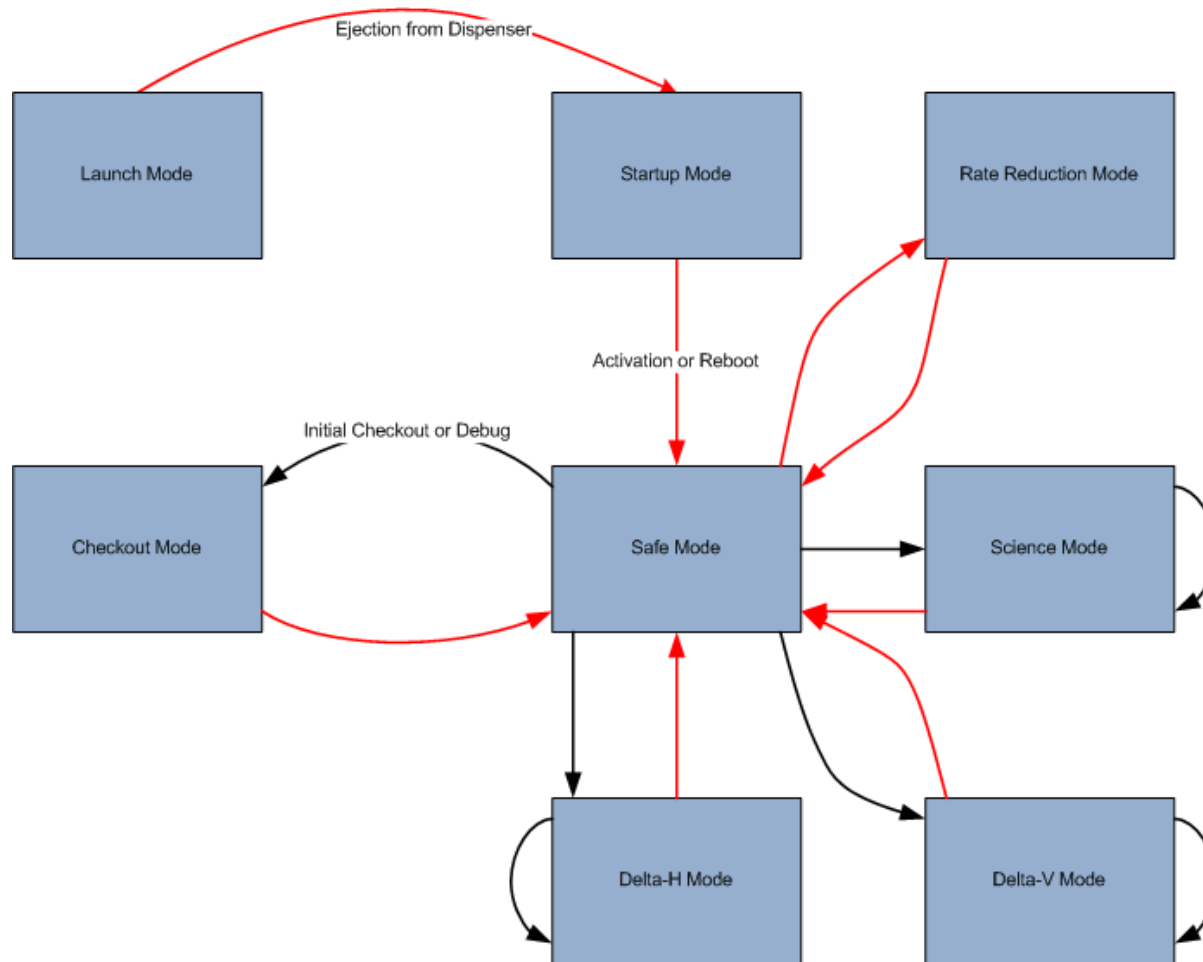 Ejection from Dispenser
Launch Mode
Startup Mode
Rate Reduction Mode
Activation or Reboot
Initial Checkout or Debug
Checkout Mode
Safe Mode
Science Mode
Delta-H Mode
Delta-V Mode